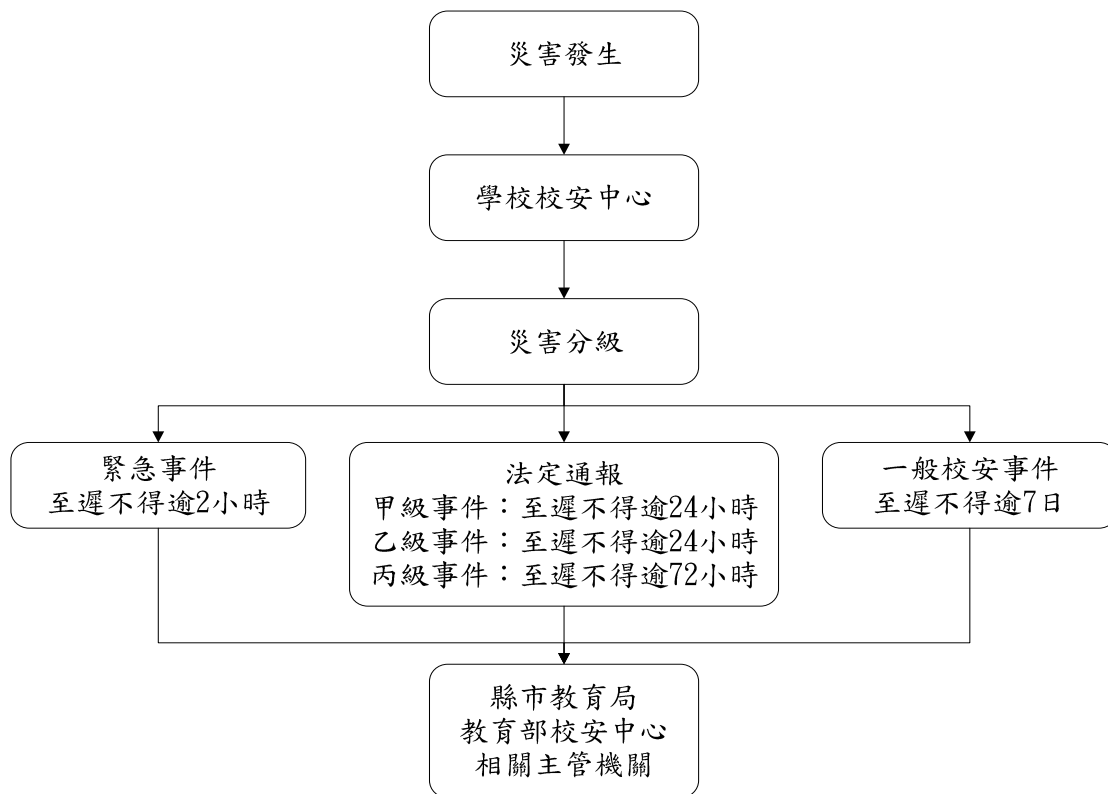 災害發生
學校校安中心
災害分級
緊急事件
至遲不得逾2小時
法定通報
甲級事件：至遲不得逾24小時
乙級事件：至遲不得逾24小時
丙級事件：至遲不得逾72小時
一般校安事件
至遲不得逾7日
縣市教育局
教育部校安中心
相關主管機關